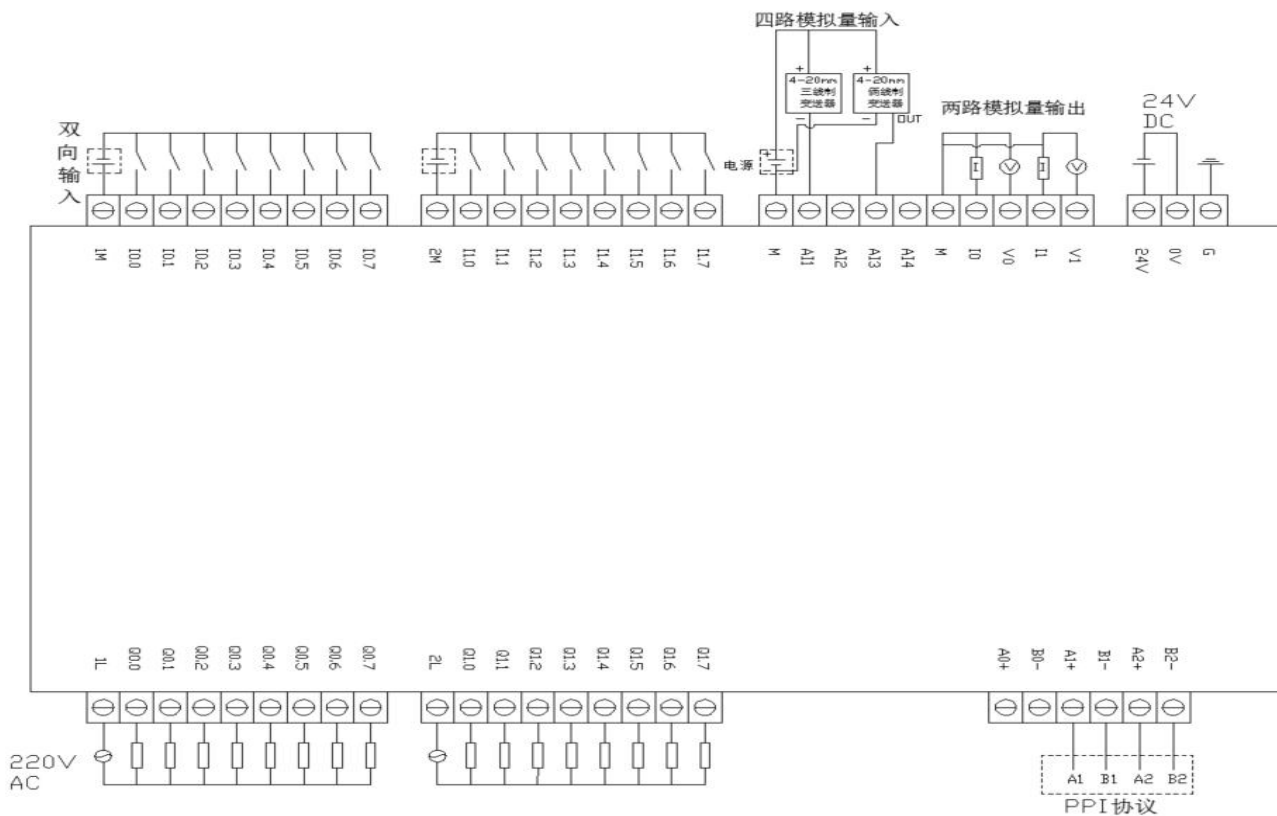 四路模拟量输入
4-20mm
三线制
变送器
4-20mm
俩线制
变送器
+
+
-
-
OUT
两路模拟量输出
24V
DC
双
向
输
入
电源
+
I
V
I
V
1M
I0.0
I0.1
I0.2
I0.3
I0.4
I0.5
I0.6
I0.7
2M
I1.0
I1.1
I1.2
I1.3
I1.4
I1.5
I1.6
I1.7
M
AI1
AI2
AI3
AI4
M
I0
V0
I1
V1
24V
0V
G
1L
Q0.0
Q0.1
Q0.2
Q0.3
Q0.4
Q0.5
Q0.6
Q0.7
2L
Q1.0
Q1.1
Q1.2
Q1.3
Q1.4
Q1.5
Q1.6
Q1.7
A0+
B0-
A1+
B1-
A2+
B2-
220V
AC
A1
B1
A2
B2
PPI协议